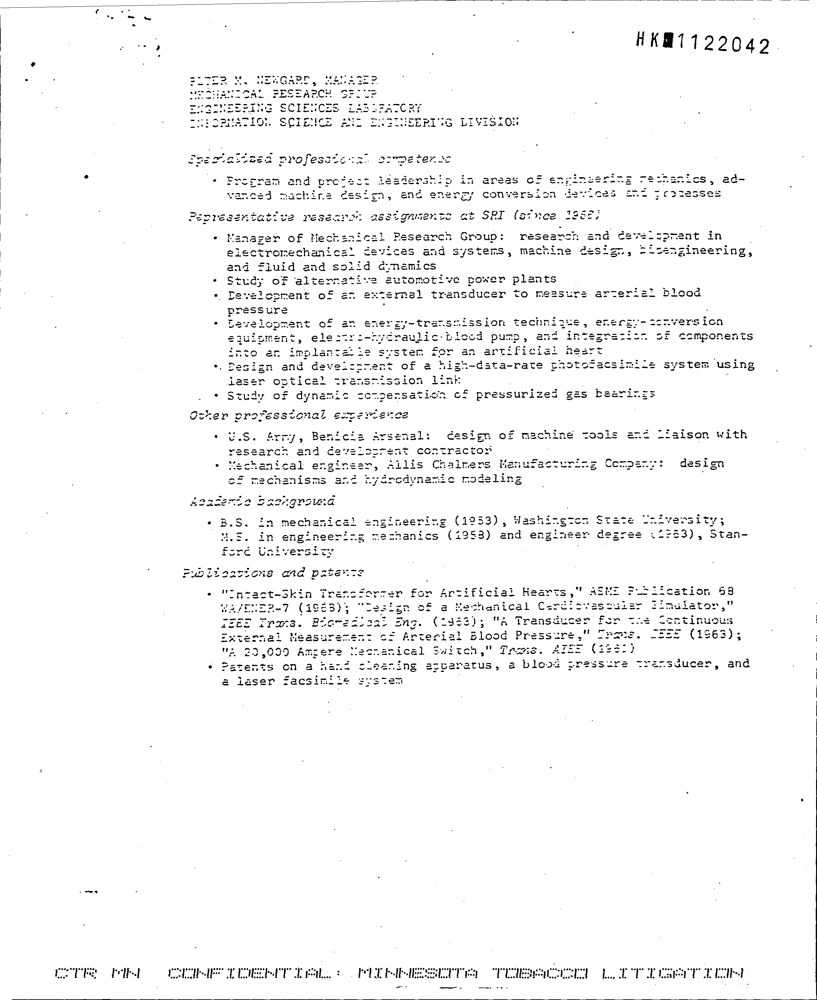 HK 1122042
PETER M. NEWGARD, MANAGER
MECHANICAL RESEARCH GROUP
ENGINEERING SCIENCES LABORATORY
INFORMATION SCIENCE AND ENGINEERING DIVISION
Specialized professional competence
• Program and project leadership in areas of engineering mechanics, ad-
vanced machine design, and energy conversion devices and processes
Representative research assignments at SRI (since
• Manager of Mechanical Research Group: research and development in
electromechanical devices and systems, machine design, bioengineering,
and fluid and solid dynamics
• Study of alternative automotive power plants
• Development of an external transducer to measure arterial blood
pressure
• Development of an energy-transmission technique, energy-conversion
equipment, electro-hydraulic blood pump, and integration of components
into an implantable system for an artificial heart
• Design and development of a high-data-rate photofacsimile system using
laser optical transmission link
• Study of dynamic compensation of pressurized gas bearings
Other professional experience
• U.S. Army, Benicia Arsenal: design of machine tools and liaison with
research and development contractor
• Mechanical engineer, Allis Chalmers Manufacturing Company: design
of mechanisms and hydrodynamic modeling
Academic background
• B.S. in mechanical engineering (1953), Washington State University;
M.S. in engineering mechanics (1958) and engineer degree (1963), Stan-
ford University
Publications and patents
• "Intact-Skin Transformer for Artificial Hearts," ASME Publication 68
WA/ENER-7 (1968); "Design of a Mechanical Cardiovascular Simulator,"
IEEE Trans. Biomedical Eng. (1963); "A Transducer for the Continuous
External Measurement of Arterial Blood Pressure," Trans. IEEE (1963);
"A 20,000 Ampere Mechanical Switch," Trans. AIEE
• Patents on a hand cleaning apparatus, a blood pressure transducer, and
a laser facsimile system
CTR MN CONFIDENTIAL: MINNESOTA TOBACCO LITIGATION